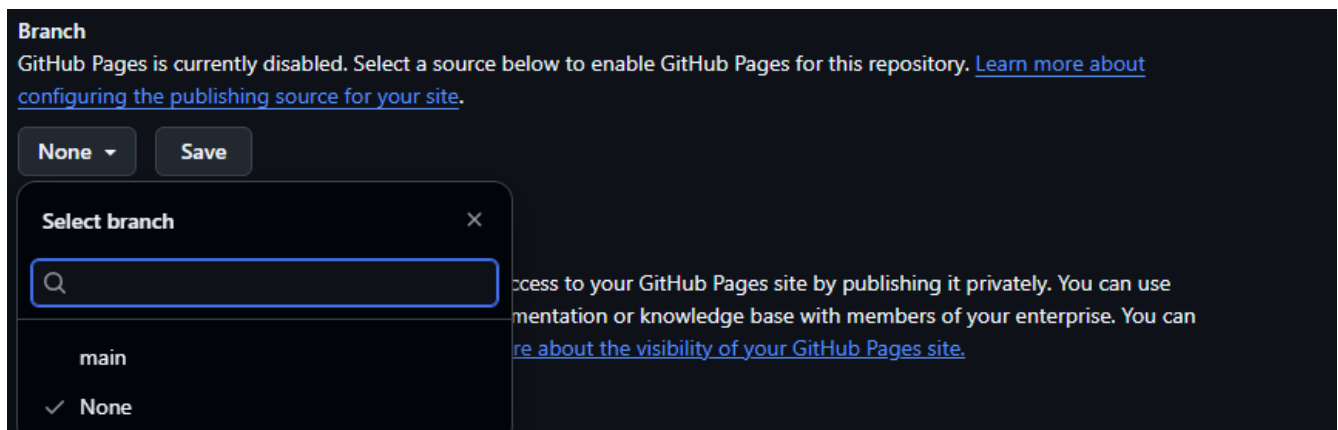 Branch
GitHub Pages is currently disabled. Select a source below to enable GitHub Pages for this repository. Learn more about
configuring the publishing source for your site.
None Save
Select branch
to your GitHub Pages site by publishing it privately. You can use
or knowledge base with members of your enterprise. You can
about the visibility of your GitHub Pages site.
main
None